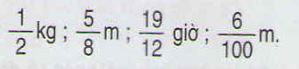 1/2 kg ; 5/8 m ; 19/12 giờ ; 6/100 m.